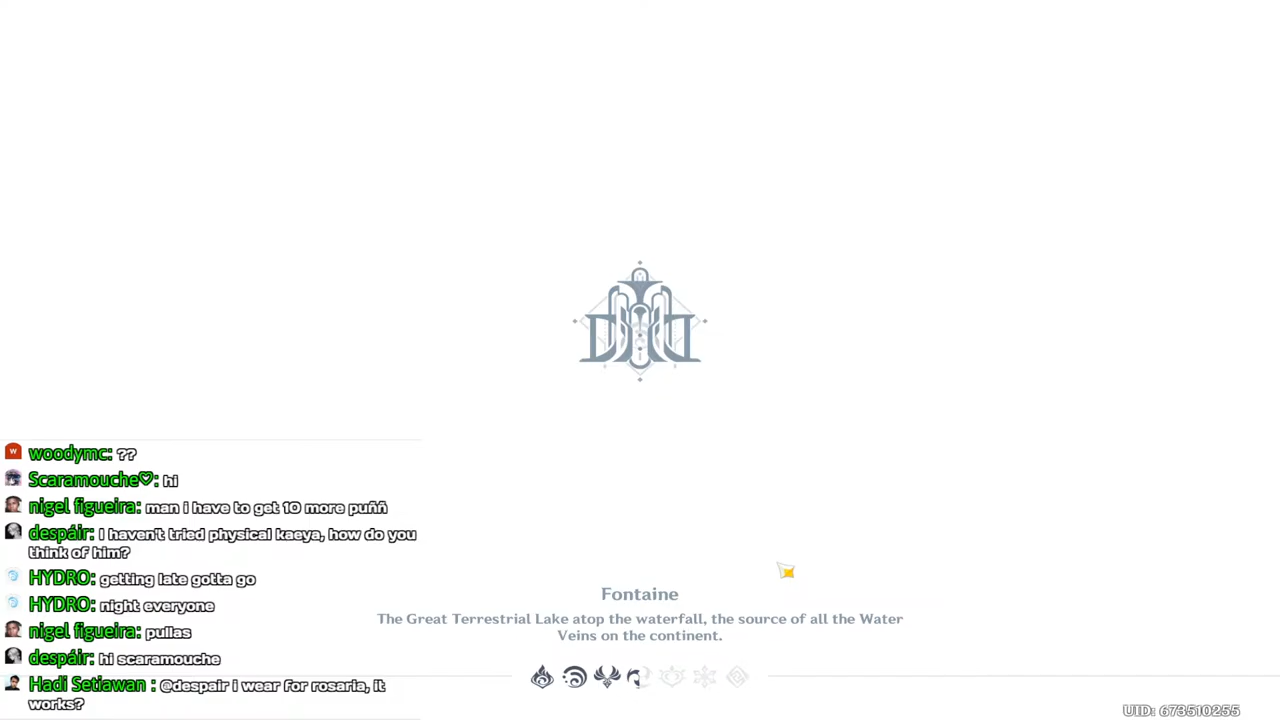 woodymc: ??
Scaramouche♡: hi
nigel figueira: man i have to get 10 more puññ
despáir: I haven't tried physical kaeya, how do you
think of him?
HYDRO: getting late gotta go
HYDRO: night everyone
nigel figueira: pullas
despáir: hi scaramouche
Hadi Setiawan : @despair i wear for rosaria, it
works?
Fontaine
The Great Terrestrial Lake atop the waterfall, the source of all the Water
Veins on the continent.
UID: 673510255